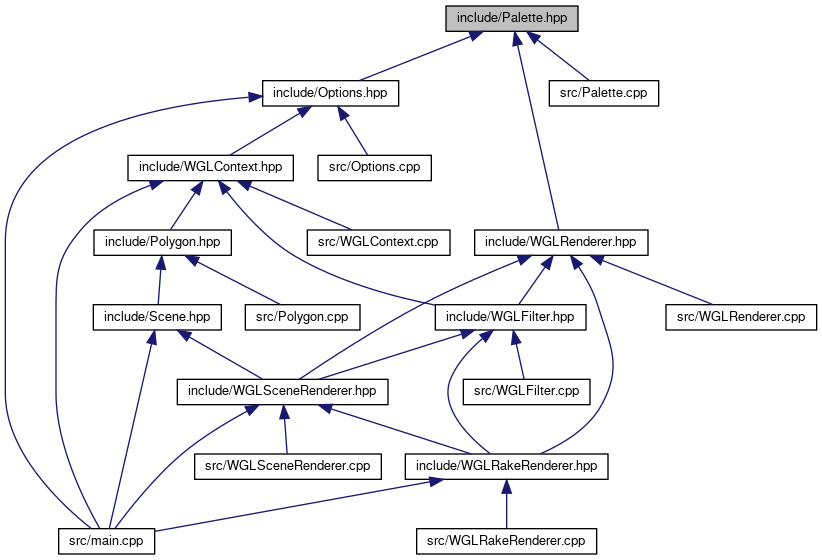 include/Palette.hpp
include/Options.hpp
src/Palette.cpp
include/WGLContext.hpp
src/Options.cpp
include/Polygon.hpp
src/WGLContext.cpp
include/WGLRenderer.hpp
include/Scene.hpp
src/Polygon.cpp
include/WGLFilter.hpp
src/WGLRenderer.cpp
include/WGLSceneRenderer.hpp
src/WGLFilter.cpp
src/WGLSceneRenderer.cpp
include/WGLRakeRenderer.hpp
src/main.cpp
src/WGLRakeRenderer.cpp